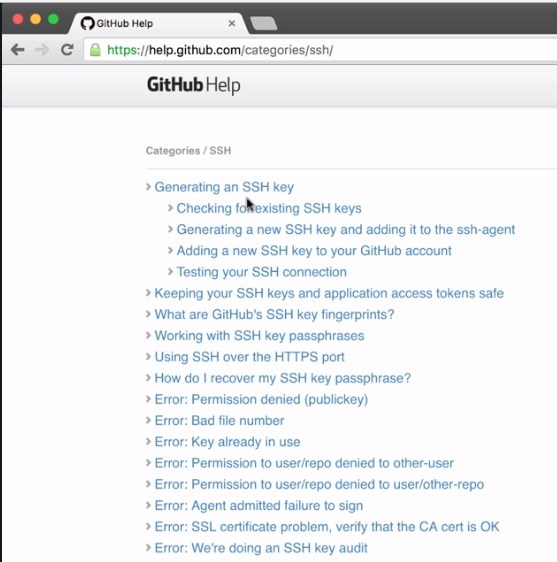 GitHub Help
https://help.github.com/categories/ssh/
GitHub Help
Categories / SSH
Generating an SSH key
Checking for existing SSH keys
Generating a new SSH key and adding it to the ssh-agent
Adding a new SSH key to your GitHub account
Testing your SSH connection
Keeping your SSH keys and application access tokens safe
What are GitHub's SSH key fingerprints?
Working with SSH key passphrases
Using SSH over the HTTPS port
How do I recover my SSH key passphrase?
Error: Permission denied (publickey)
Error: Bad file number
Error: Key already in use
Error: Permission to user/repo denied to other-user
Error: Permission to user/repo denied to user/other-repo
Error: Agent admitted failure to sign
Error: SSL certificate problem, verify that the CA cert is OK
Error: We're doing an SSH key audit